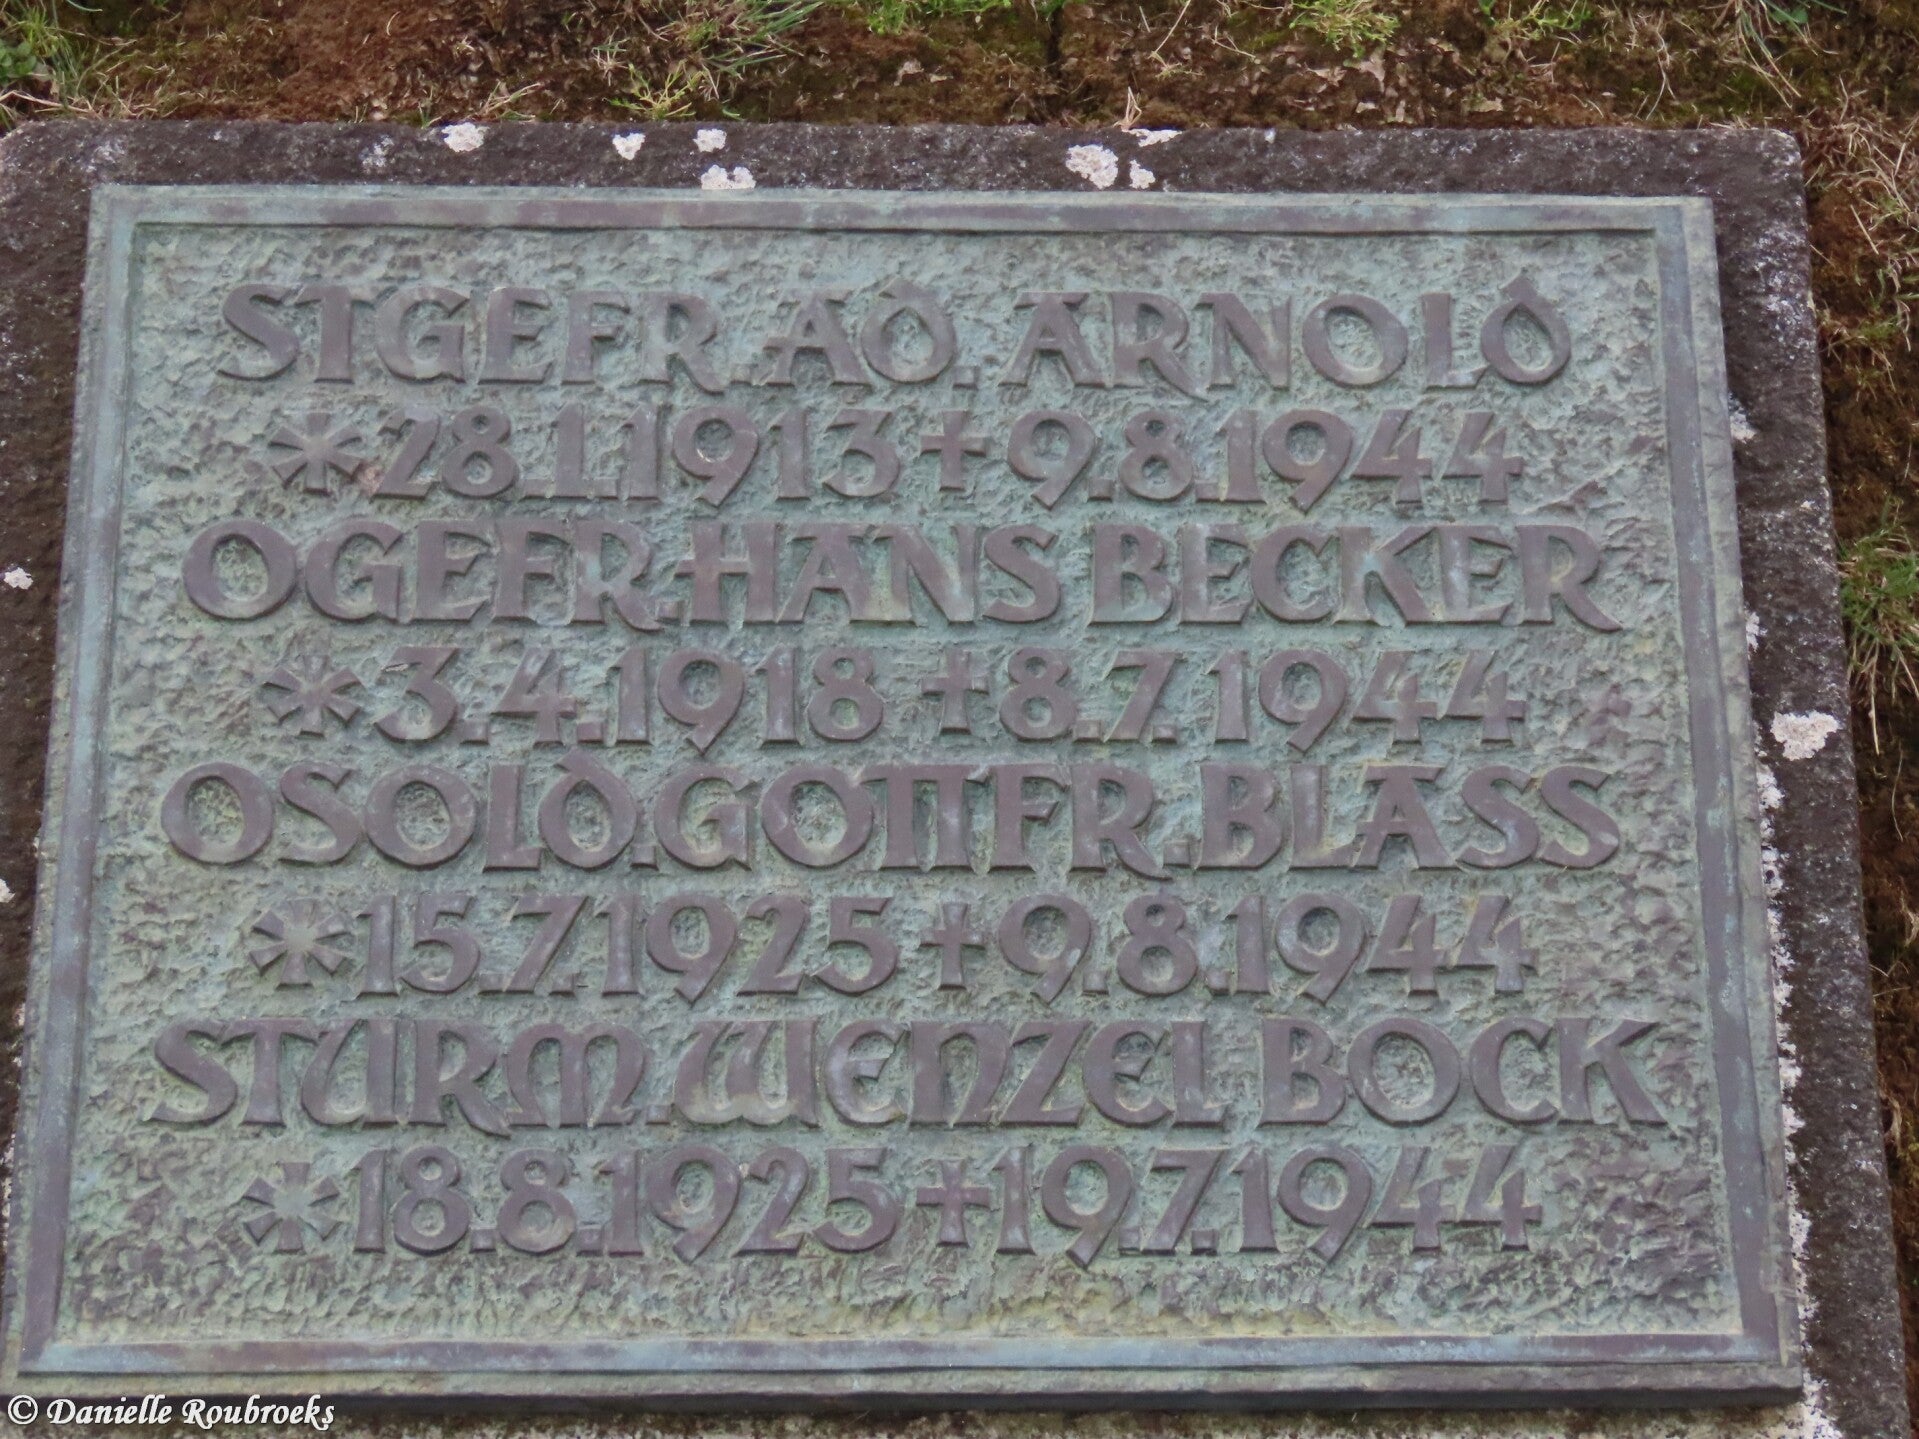 STGEFR.AD. ARNOLD
*28.1.1913 + 9.8.1944
OGEFR.HANS BECKER
*3.4.1918 +8.7.1944
OSOLD.GOTTFR.BLASS
*15.7.1925 + 9.8.1944
STURM.WENZEL BOCK
*18.8.1925 + 19.7.1944
© Danielle Roubroeks